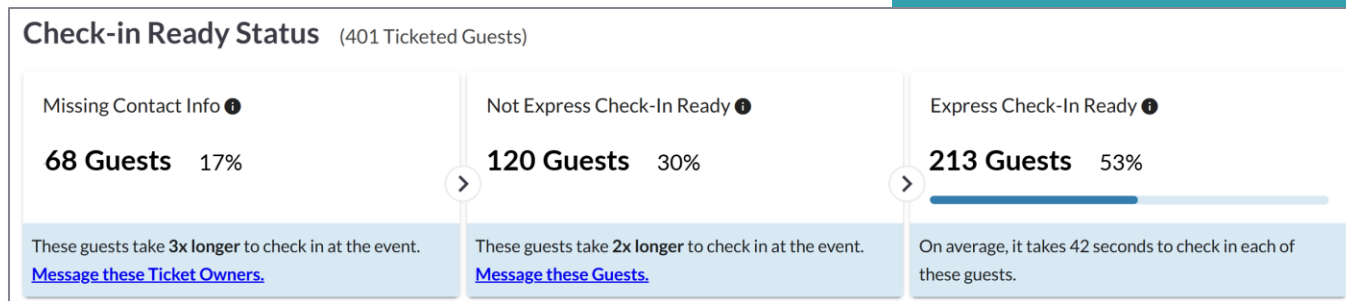 Check-in Ready Status (401 Ticketed Guests)
Missing Contact Info
68 Guests 17%
These guests take 3x longer to check in at the event.
Message these Ticket Owners.
Not Express Check-In Ready
120 Guests 30%
These guests take 2x longer to check in at the event.
Message these Guests.
Express Check-In Ready
213 Guests 53%
On average, it takes 42 seconds to check in each of
these guests.